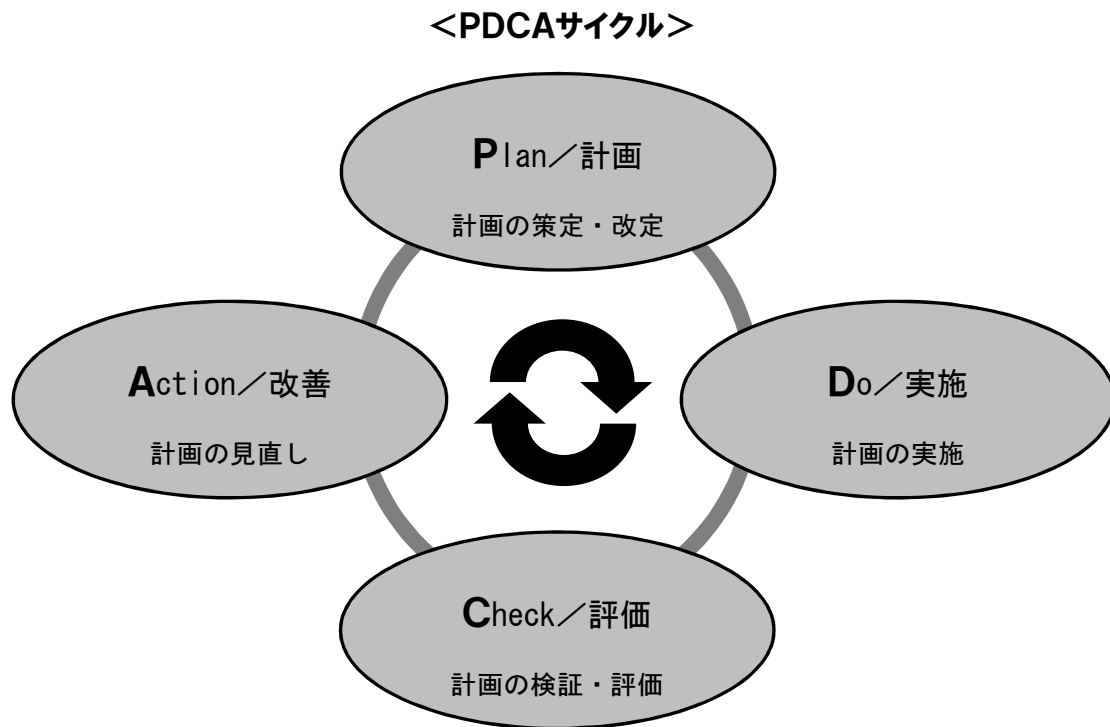 ＜PDCAサイクル＞
Plan／計画
計画の策定・改定
Action／改善
計画の見直し
Do／実施
計画の実施
Check／評価
計画の検証・評価